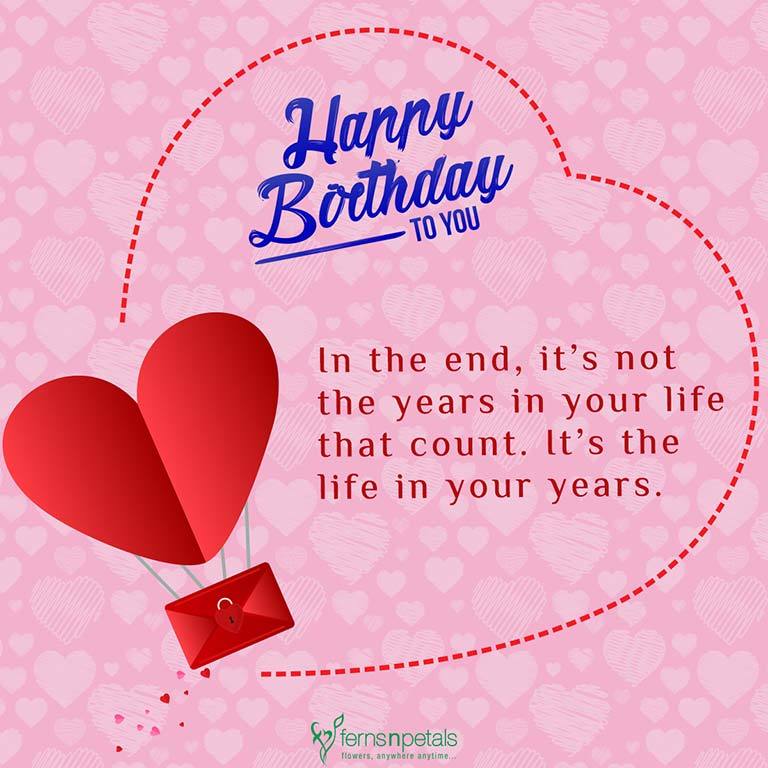 Happy
Birthday
TO YOU
In the end, it's not
the years in your life
that count. It's the
life in your years.
fernsnpetals
flowers, anywhere anytime...